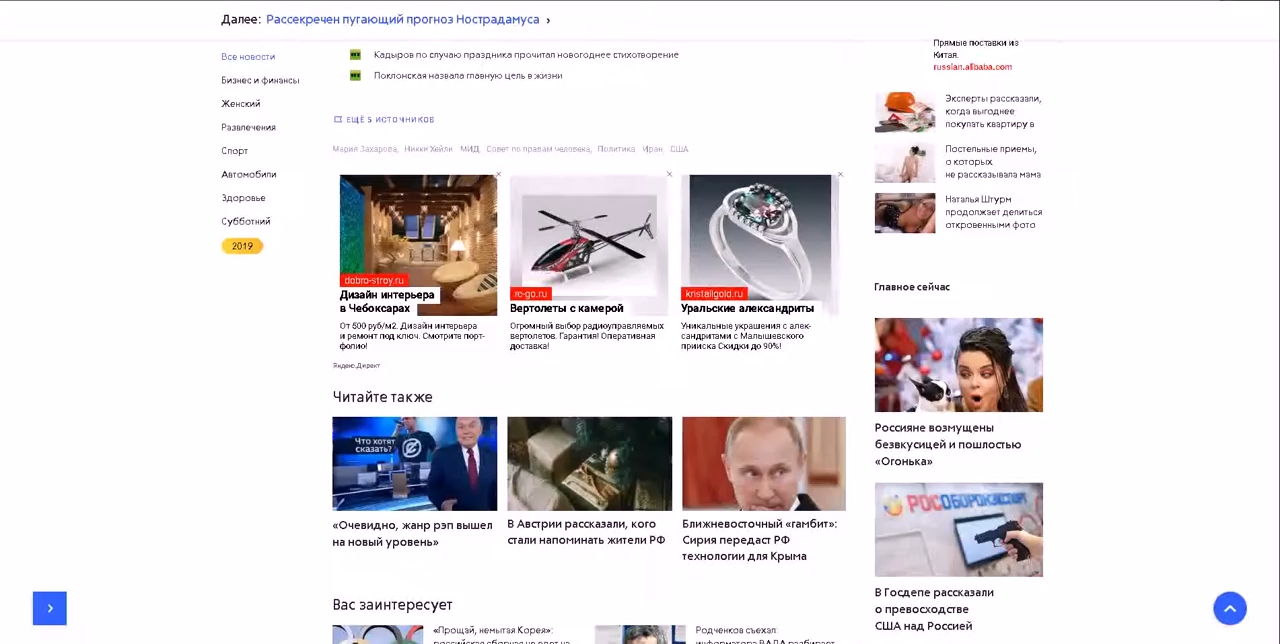 Далее: Рассекречен пугающий прогноз Нострадамуса ›
Все новости
Бизнес и финансы
Женский
Развлечения
Спорт
Автомобили
Здоровье
Субботний
2019
Кадыров по случаю праздника прочитал новогоднее стихотворение
Поклонская назвала главную цель в жизни
ЕЩЁ 5 ИСТОЧНИКОВ
Мария Захарова, Никки Хейли МИД, Совет по правам человека, Политика Иран, США
dobro-stroy.ru
Дизайн интерьера
в Чебоксарах
От 500 руб/м2. Дизайн интерьера
и ремонт под ключ. Смотрите порт-
фолио!
rc-go.ru
Вертолеты с камерой
Огромный выбор радиоуправляемых
вертолетов. Гарантия! Оперативная
доставка!
kristallgold.ru
Уральские александриты
Уникальные украшения с алек-
сандритами с Малышевского
прииска Скидки до 90%!
Яндекс.Директ
Читайте также
Что хотят
сказать?
«Очевидно, жанр рэп вышел
на новый уровень»
В Австрии рассказали, кого
стали напоминать жители РФ
Ближневосточный «гамбит»:
Сирия передаст РФ
технологии для Крыма
Вас заинтересует
«Прощай, немытая Корея»:
российская сборная не едет на
Родченков съехал:
информатора ВАДА разбирает
Прямые поставки из
Китая.
russian.alibaba.com
Эксперты рассказали,
когда выгоднее
покупать квартиру в
Постельные приемы,
о которых
не рассказывала мама
Наталья Штурм
продолжает делиться
откровенными фото
Главное сейчас
Россияне возмущены
безвкусицей и пошлостью
«Огонька»
РОСОБОРОНЭКСПОРТ
В Госдепе рассказали
о превосходстве
США над Россией